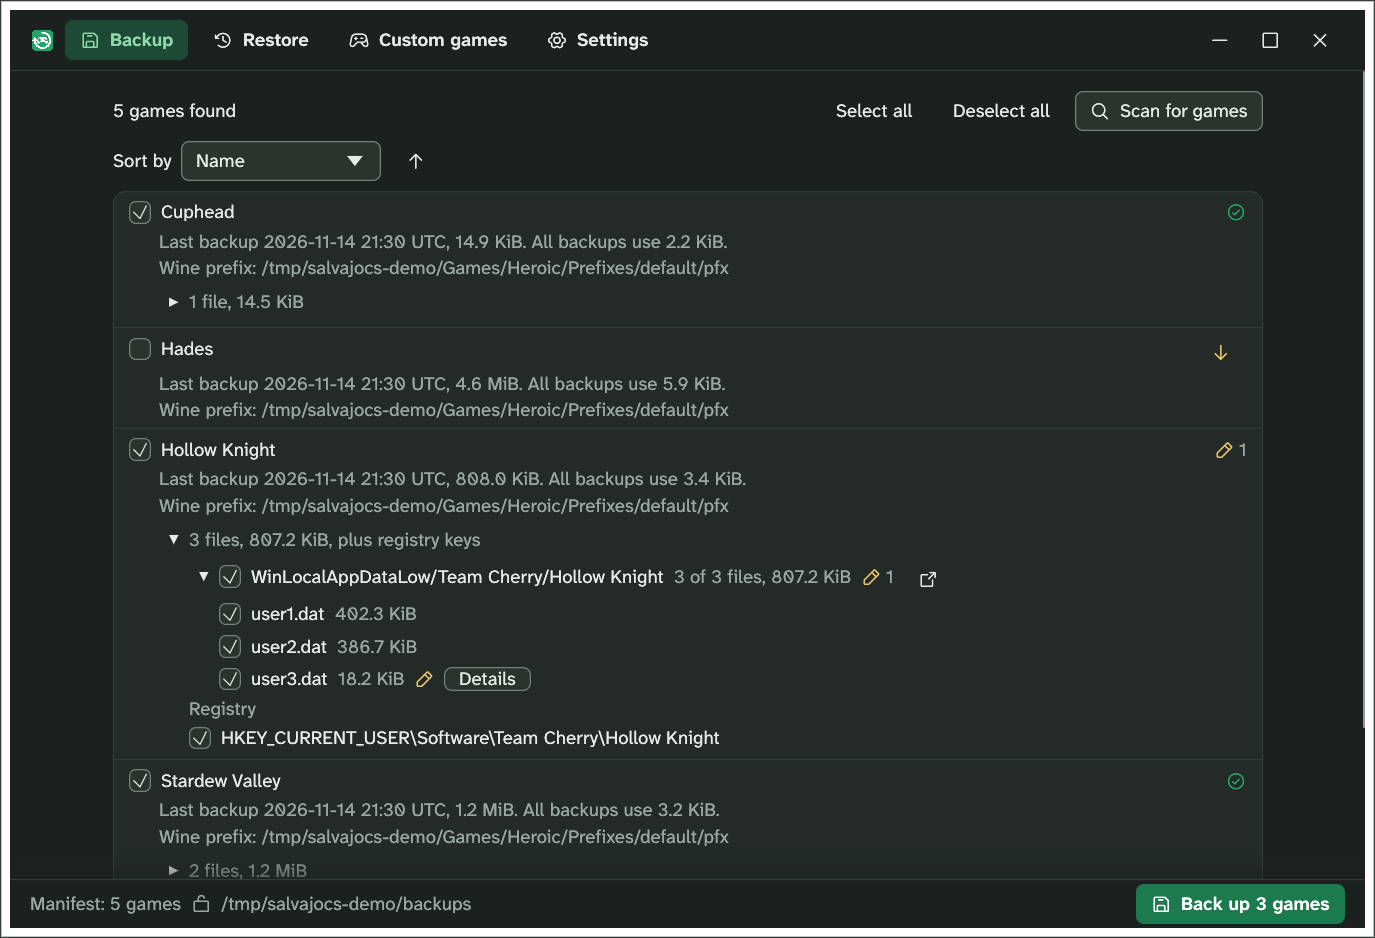 Backup Restore Custom games Settings
5 games found Select all Deselect all Scan for games
Sort by Name
Cuphead
Last backup 2026-11-14 21:30 UTC, 14.9 KiB. All backups use 2.2 KiB.
Wine prefix: /tmp/salvajocs-demo/Games/Heroic/Prefixes/default/pfx
1 file, 14.5 KiB
Hades
Last backup 2026-11-14 21:30 UTC, 4.6 MiB. All backups use 5.9 KiB.
Wine prefix: /tmp/salvajocs-demo/Games/Heroic/Prefixes/default/pfx
Hollow Knight 1
Last backup 2026-11-14 21:30 UTC, 808.0 KiB. All backups use 3.4 KiB.
Wine prefix: /tmp/salvajocs-demo/Games/Heroic/Prefixes/default/pfx
3 files, 807.2 KiB, plus registry keys
WinLocalAppDataLow/Team Cherry/Hollow Knight 3 of 3 files, 807.2 KiB 1
user1.dat 402.3 KiB
user2.dat 386.7 KiB
user3.dat 18.2 KiB Details
Registry
HKEY_CURRENT_USER\Software\Team Cherry\Hollow Knight
Stardew Valley
Last backup 2026-11-14 21:30 UTC, 1.2 MiB. All backups use 3.2 KiB.
Wine prefix: /tmp/salvajocs-demo/Games/Heroic/Prefixes/default/pfx
2 files, 1.2 MiB
Manifest: 5 games /tmp/salvajocs-demo/backups Back up 3 games